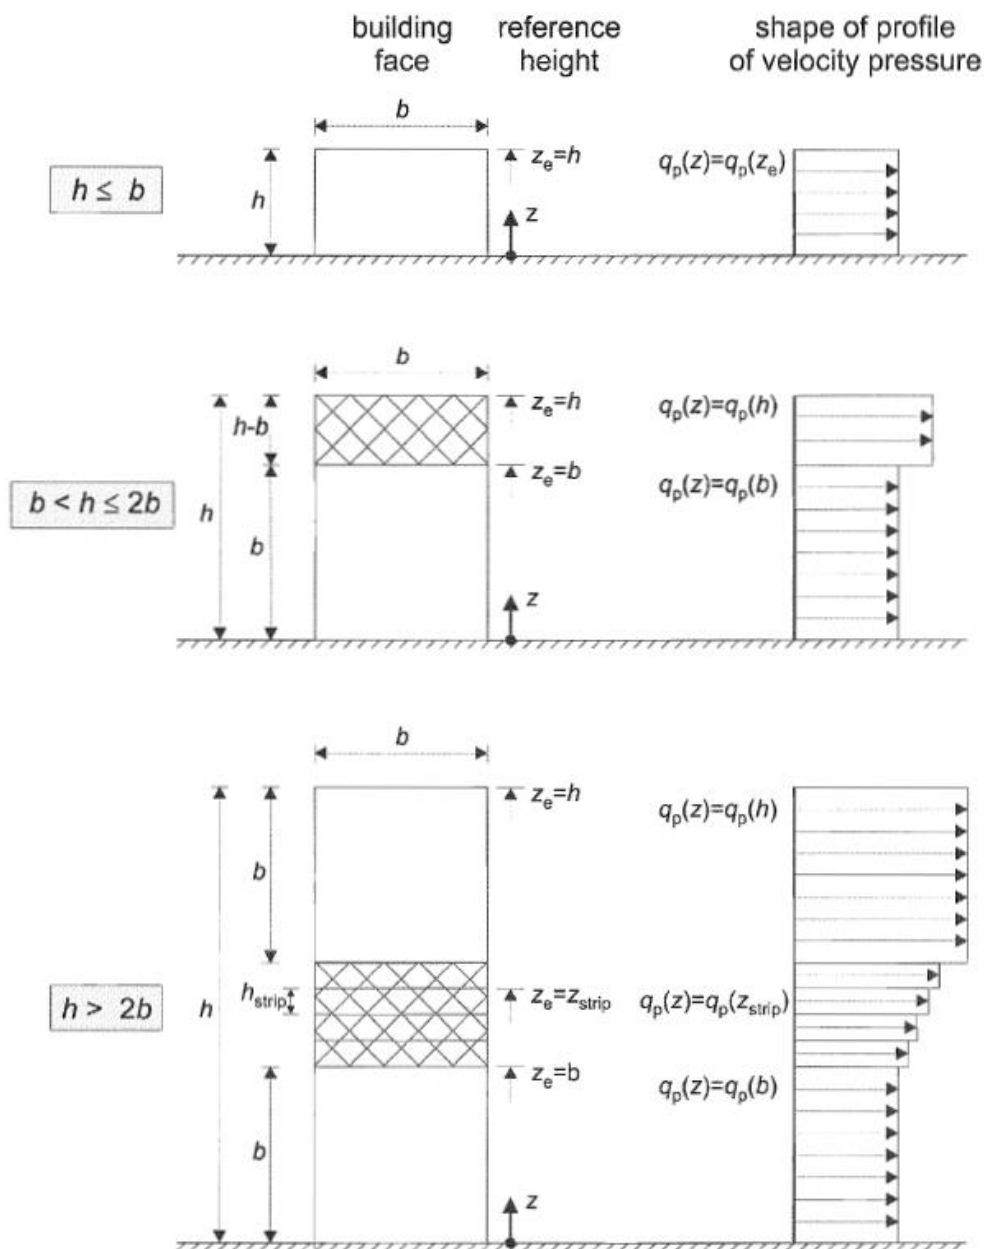 building face
reference height
shape of profile of velocity pressure
h ≤ b
b
h
z_e=h
z
q_p(z)=q_p(z_e)
b < h ≤ 2b
b
h
h-b
b
z_e=h
z_e=b
z
q_p(z)=q_p(h)
q_p(z)=q_p(b)
h > 2b
b
h
b
h_strip
b
z_e=h
z_e=z_strip
z_e=b
z
q_p(z)=q_p(h)
q_p(z)=q_p(z_strip)
q_p(z)=q_p(b)